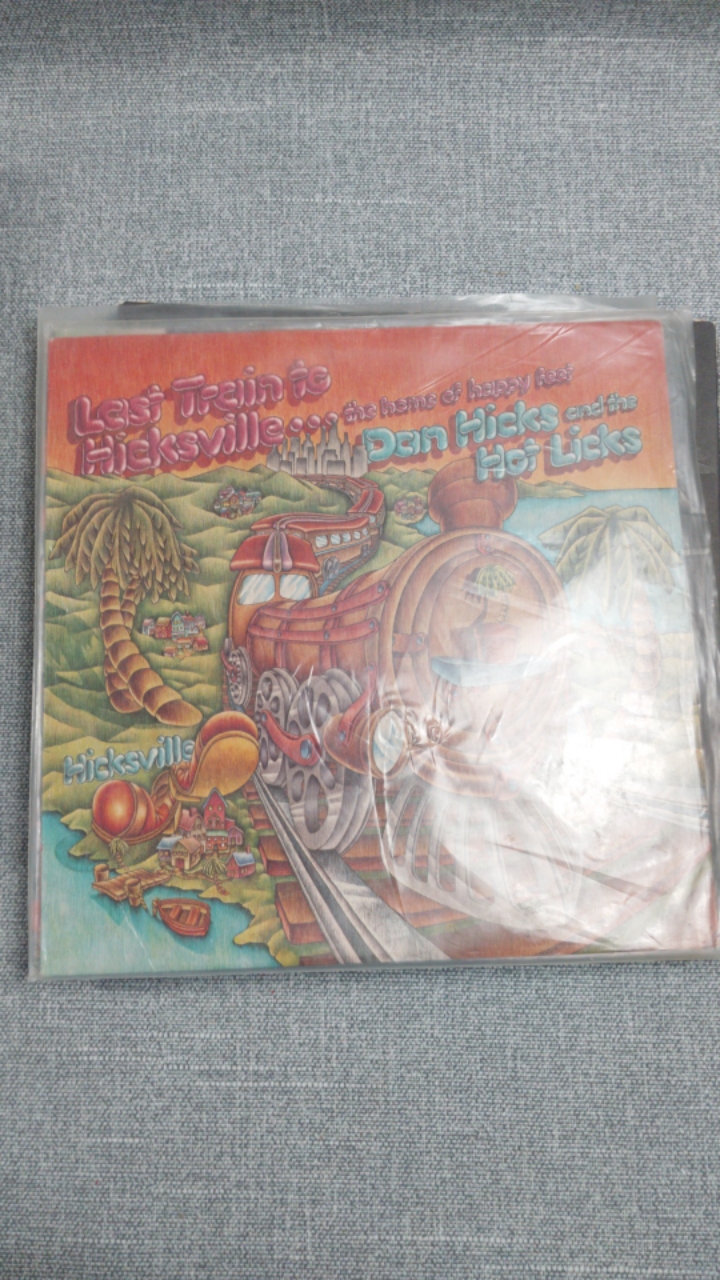 Last Train to
Hicksville...the home of happy feet
Dan Hicks and the
Hot Licks
Hicksville